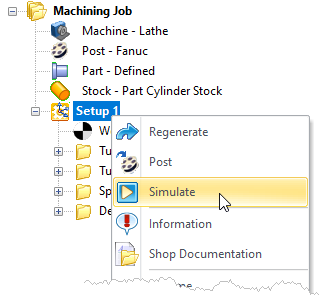 Machining Job
Machine - Lathe
Post - Fanuc
Part - Defined
Stock - Part Cylinder Stock
Setup 1
W
Regenerate
Tu
Post
Tu
Simulate
Sp
Information
De
Shop Documentation